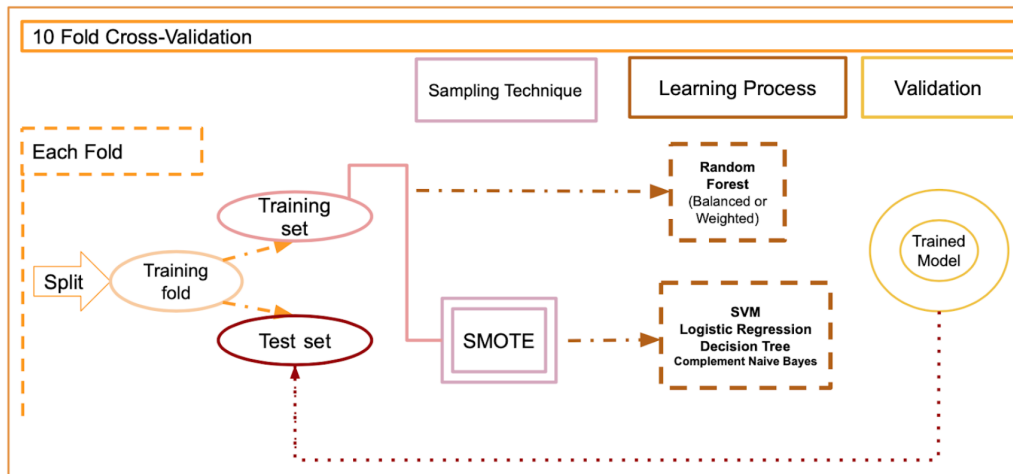 10 Fold Cross-Validation
Sampling Technique
Learning Process
Validation
Each Fold
Split
Training
fold
Training
set
Test set
SMOTE
Random
Forest
(Balanced or
Weighted)
SVM
Logistic Regression
Decision Tree
Complement Naive Bayes
Trained
Model